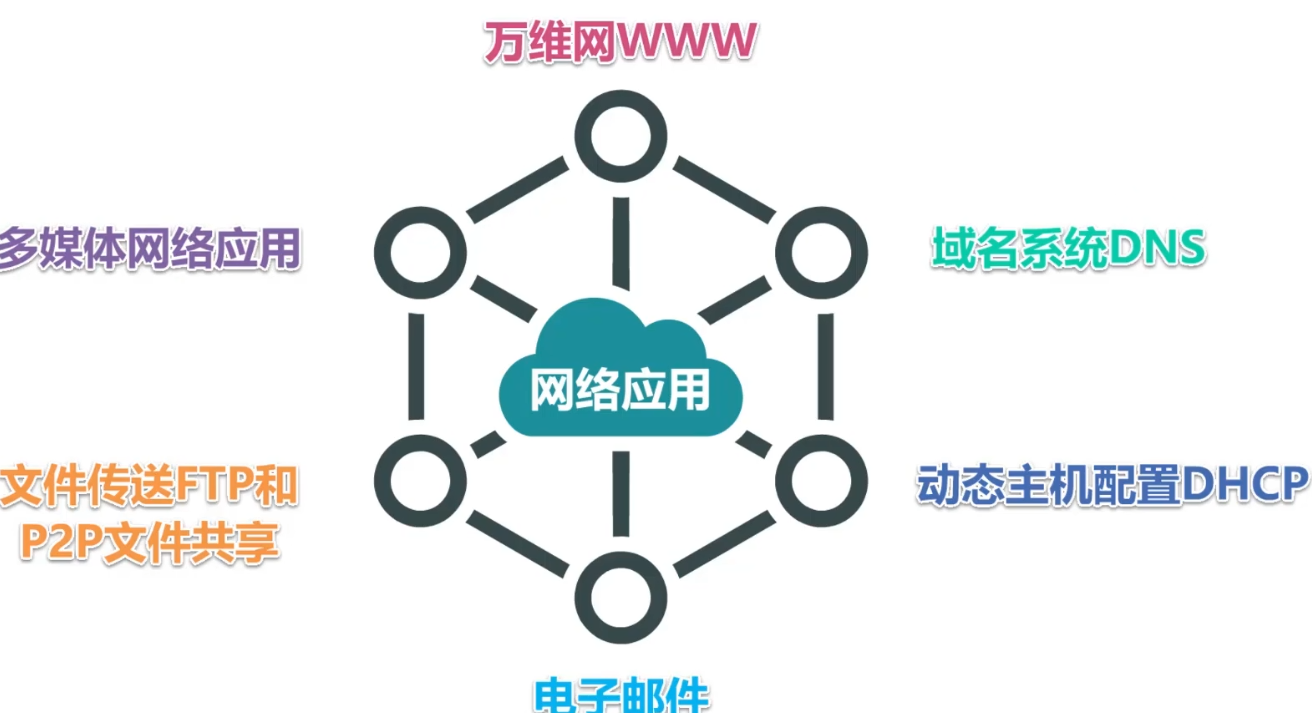 万维网WWW
多媒体网络应用
域名系统DNS
网络应用
文件传送FTP和
P2P文件共享
动态主机配置DHCP
电子邮件